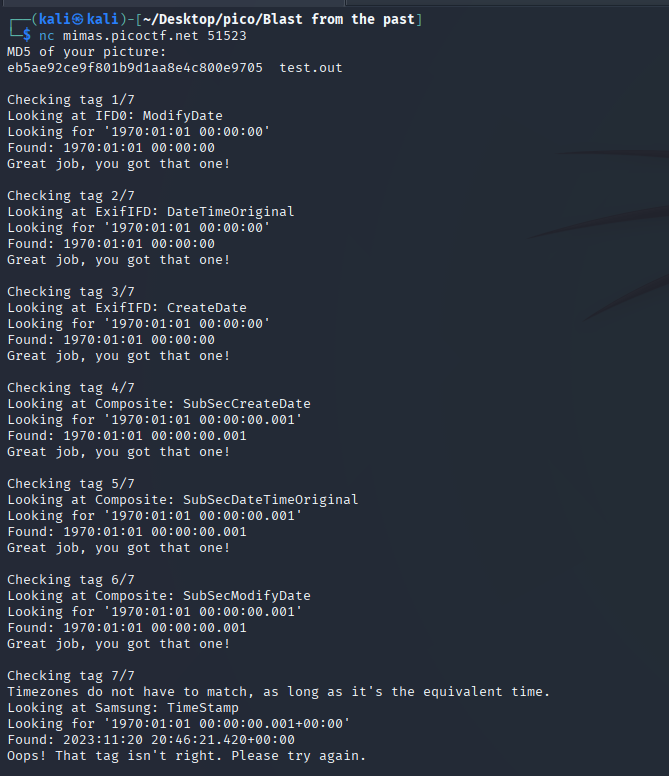 ┌──(kali㉿kali)-[~/Desktop/pico/Blast from the past]
└─$ nc mimas.picoctf.net 51523
MD5 of your picture:
eb5ae92ce9f801b9d1aa8e4c800e9705  test.out
Checking tag 1/7
Looking at IFD0: ModifyDate
Looking for '1970:01:01 00:00:00'
Found: 1970:01:01 00:00:00
Great job, you got that one!
Checking tag 2/7
Looking at ExifIFD: DateTimeOriginal
Looking for '1970:01:01 00:00:00'
Found: 1970:01:01 00:00:00
Great job, you got that one!
Checking tag 3/7
Looking at ExifIFD: CreateDate
Looking for '1970:01:01 00:00:00'
Found: 1970:01:01 00:00:00
Great job, you got that one!
Checking tag 4/7
Looking at Composite: SubSecCreateDate
Looking for '1970:01:01 00:00:00.001'
Found: 1970:01:01 00:00:00.001
Great job, you got that one!
Checking tag 5/7
Looking at Composite: SubSecDateTimeOriginal
Looking for '1970:01:01 00:00:00.001'
Found: 1970:01:01 00:00:00.001
Great job, you got that one!
Checking tag 6/7
Looking at Composite: SubSecModifyDate
Looking for '1970:01:01 00:00:00.001'
Found: 1970:01:01 00:00:00.001
Great job, you got that one!
Checking tag 7/7
Timezones do not have to match, as long as it's the equivalent time.
Looking at Samsung: TimeStamp
Looking for '1970:01:01 00:00:00.001+00:00'
Found: 2023:11:20 20:46:21.420+00:00
Oops! That tag isn't right. Please try again.